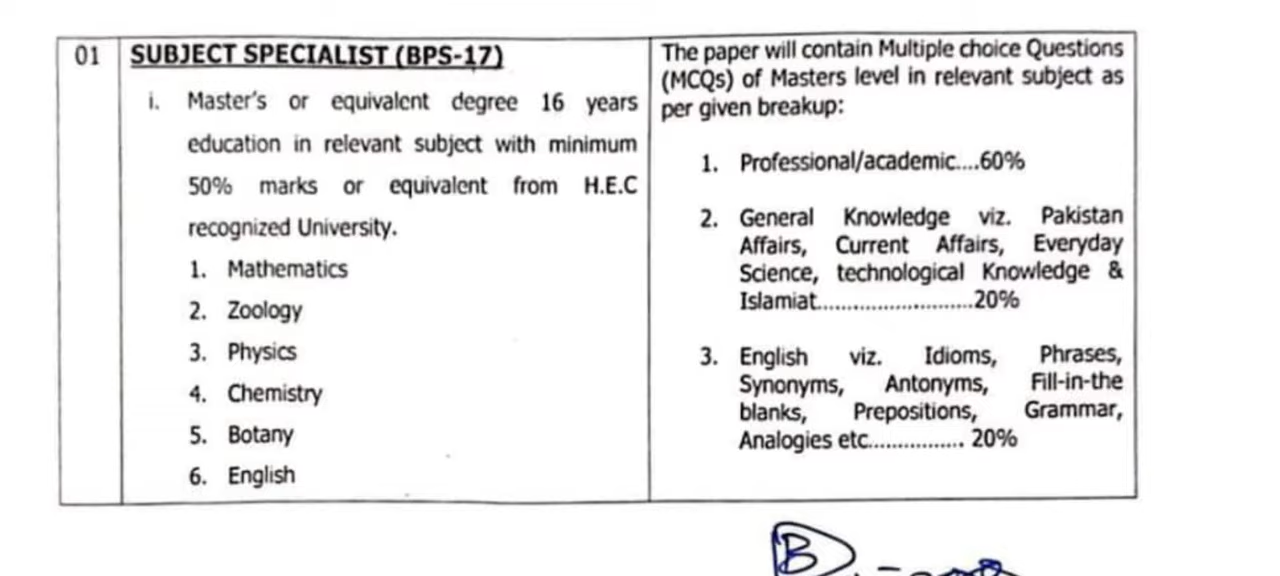 01
SUBJECT SPECIALIST (BPS-17)
i. Master's or equivalent degree 16 years
education in relevant subject with minimum
50% marks or equivalent from H.E.C
recognized University.
1. Mathematics
2. Zoology
3. Physics
4. Chemistry
5. Botany
6. English
The paper will contain Multiple choice Questions
(MCQs) of Masters level in relevant subject as
per given breakup:
1. Professional/academic....60%
2. General Knowledge viz. Pakistan
Affairs, Current Affairs, Everyday
Science, technological Knowledge &
Islamiat..........................20%
3. English viz. Idioms, Phrases,
Synonyms, Antonyms, Fill-in-the
blanks, Prepositions, Grammar,
Analogies etc................ 20%